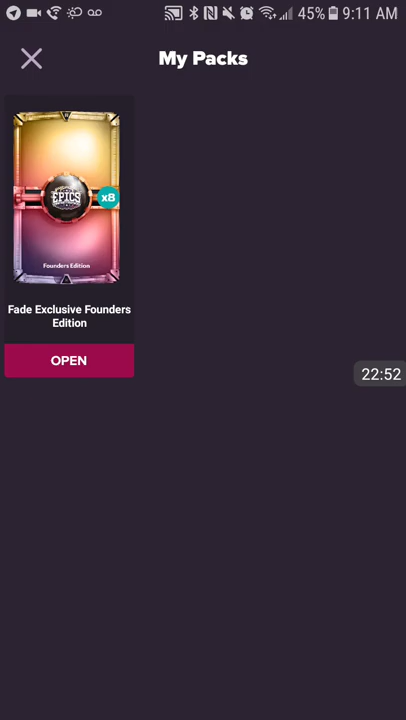 45% 9:11 AM
My Packs
EPICS
x8
Founders Edition
Fade Exclusive Founders
Edition
OPEN
22:52